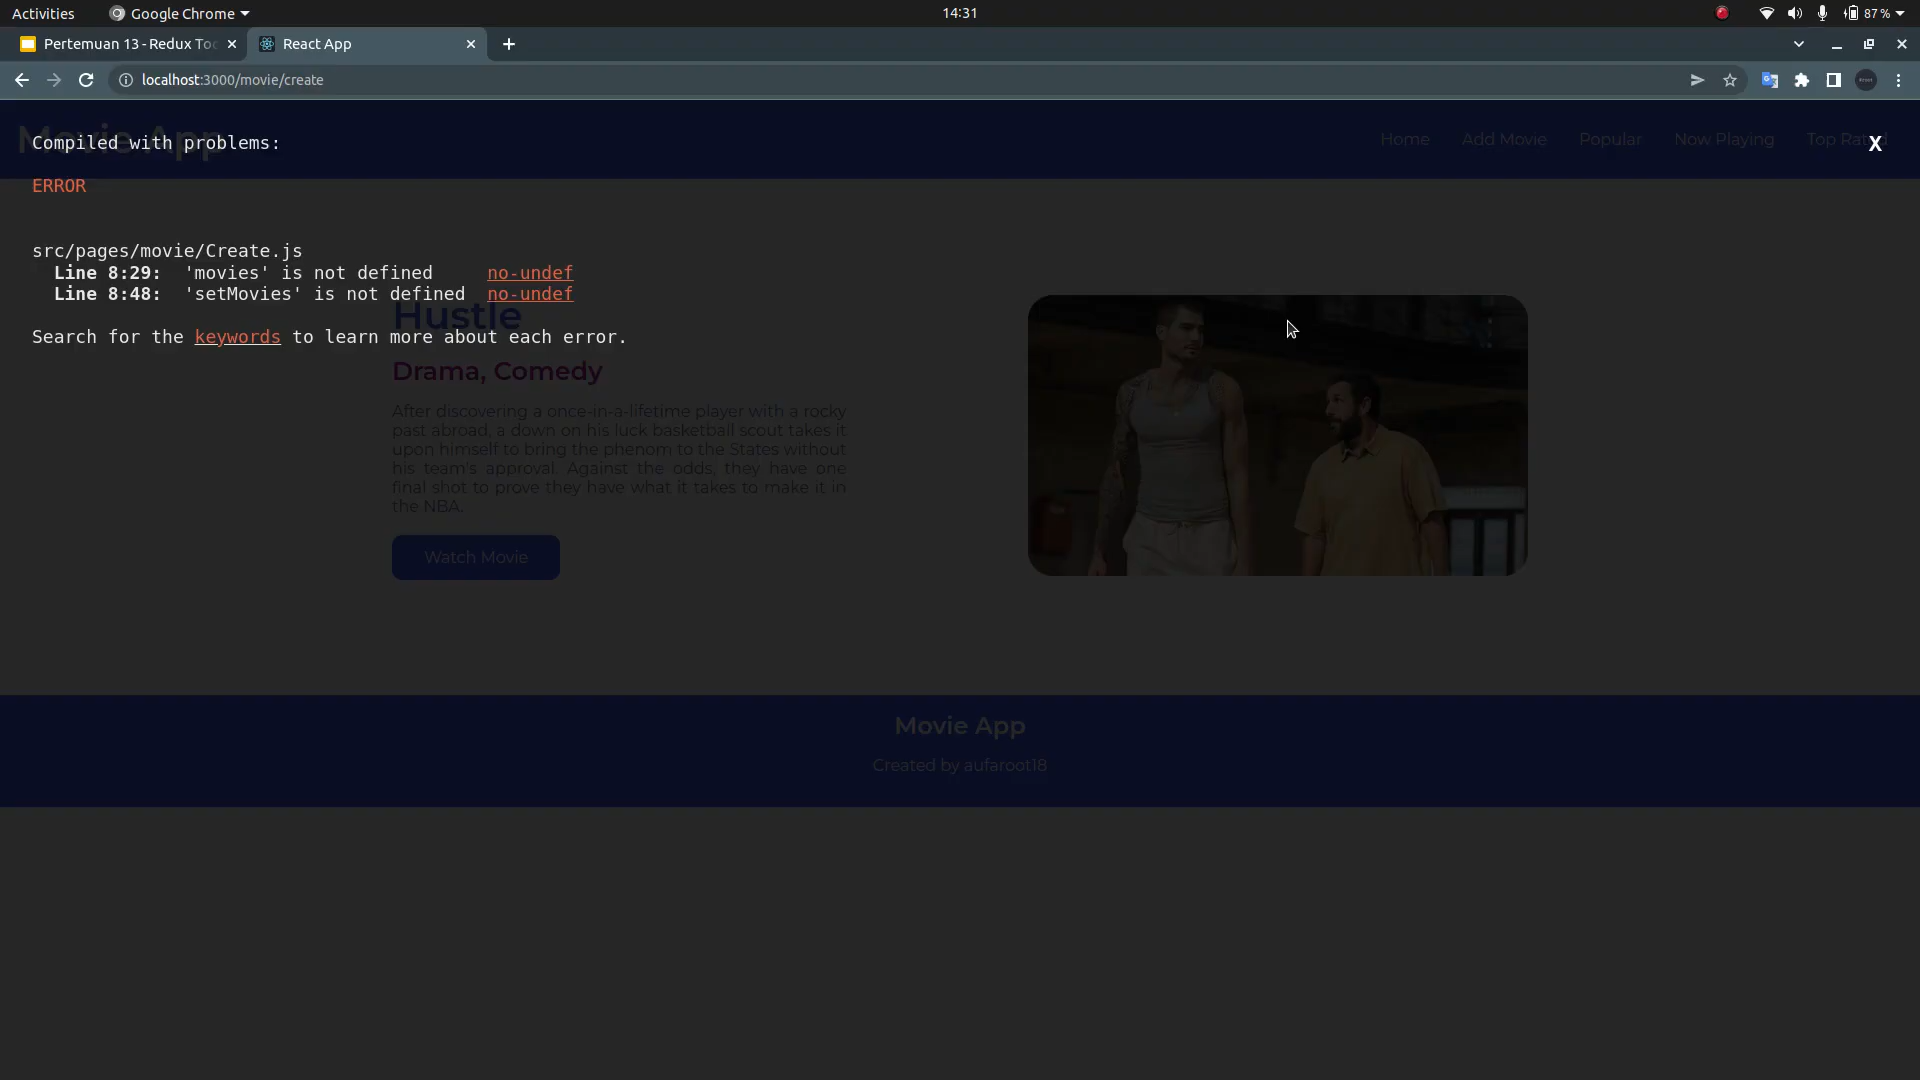 Activities
Google Chrome
14:31
87 %
Pertemuan 13 - Redux Too
React App
localhost:3000/movie/create
Movie App
Home
Add Movie
Popular
Now Playing
Top Rated
Compiled with problems:
X
ERROR
src/pages/movie/Create.js
Line 8:29: 'movies' is not defined no-undef
Line 8:48: 'setMovies' is not defined no-undef
Search for the keywords to learn more about each error.
Hustle
Drama, Comedy
After discovering a once-in-a-lifetime player with a rocky
past abroad, a down on his luck basketball scout takes it
upon himself to bring the phenom to the States without
his team's approval. Against the odds, they have one
final shot to prove they have what it takes to make it in
the NBA.
Watch Movie
Movie App
Created by aufaroot18